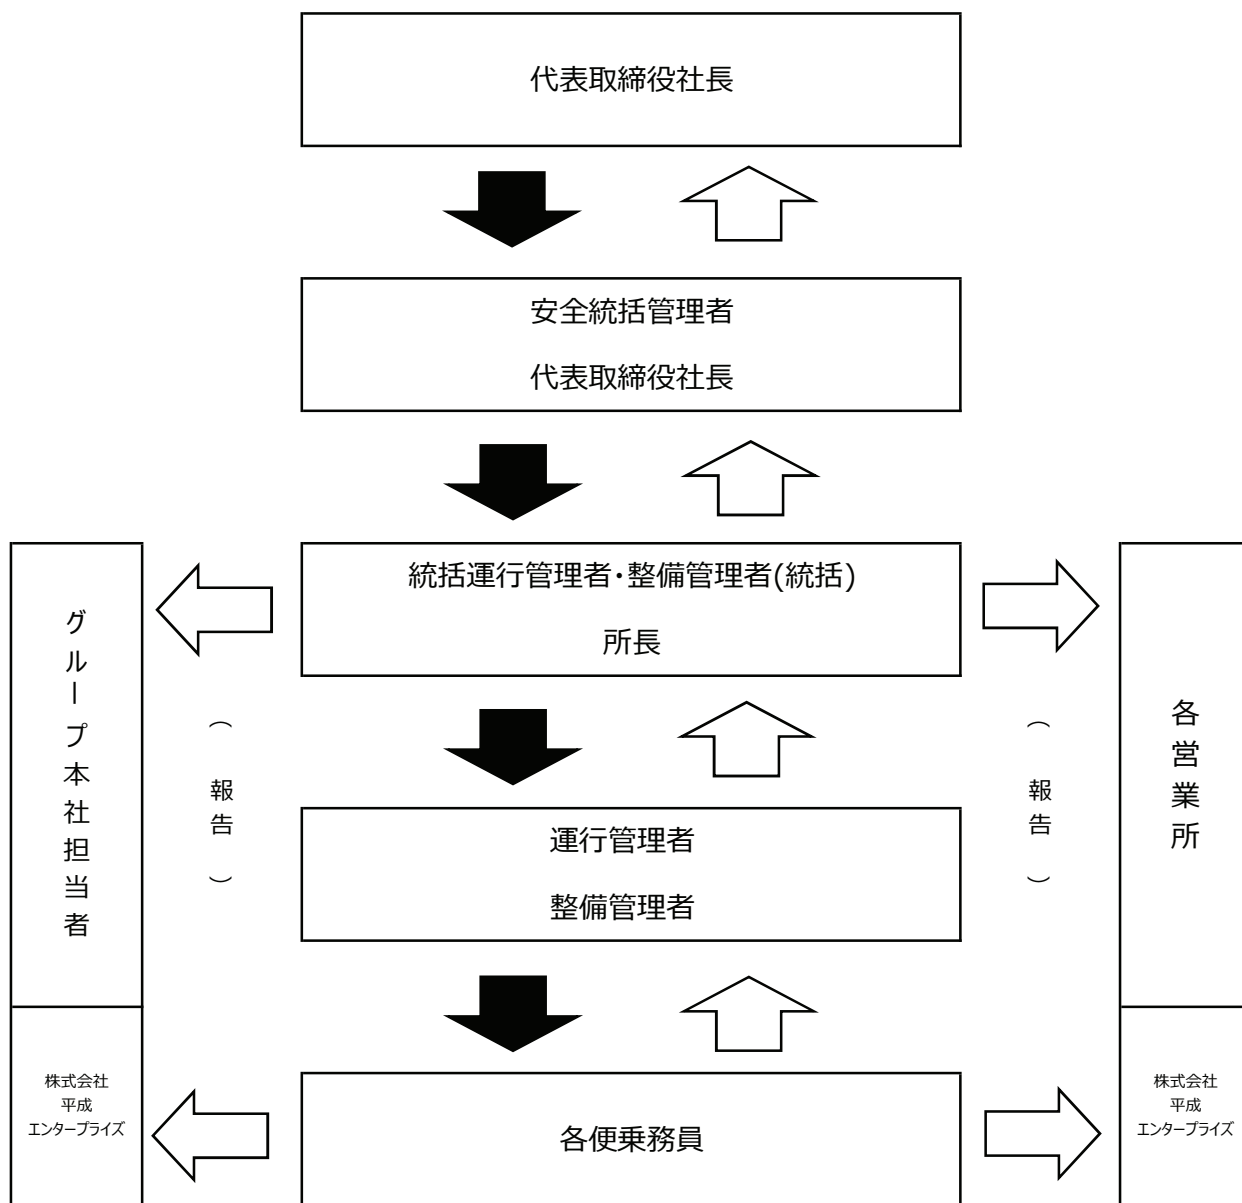 代表取締役社長
安全統括管理者
代表取締役社長
統括運行管理者・整備管理者(統括)
所長
グループ本社担当者
（報告）
（報告）
各営業所
運行管理者
整備管理者
株式会社
平成
エンタープライズ
各便乗務員
株式会社
平成
エンタープライズ